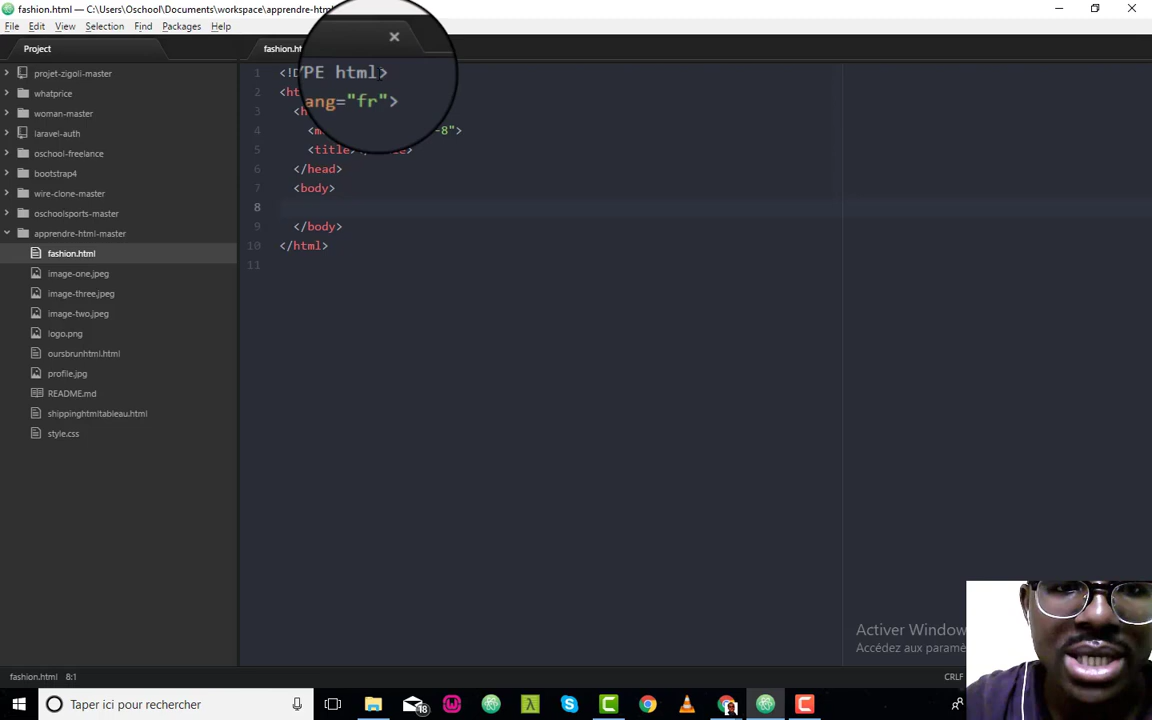 fashion.html — C:\Users\Oschool\Documents\workspace\apprendre-html
File Edit View Selection Find Packages Help
Project
fashion.ht
projet-zigoli-master
whatprice
woman-master
laravel-auth
oschool-freelance
bootstrap4
wire-clone-master
oschoolsports-master
apprendre-html-master
fashion.html
image-one.jpeg
image-three.jpeg
image-two.jpeg
logo.png
oursbrunhtml.html
profile.jpg
README.md
shippinghtmltableau.html
style.css
1 <!D YPE html>
2 <ht ang="fr">
3 <h
4 <m -8">
5 <title>
6 </head>
7 <body>
8
9 </body>
10 </html>
11
Activer Window
Accédez aux paramè
fashion.html 8:1
CRLF
Taper ici pour rechercher
18